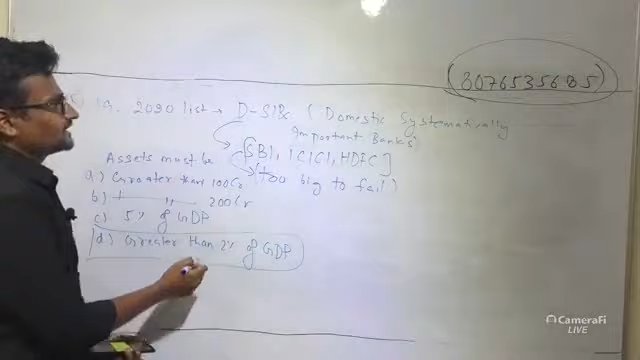 8076535685
19. 2020 list → D-SIBs. ( Domestic Systematically
Important Banks
[SBI, ICICI, HDFC]
Assets must be
(too big to fail)
a) Greater than 100Cr
b) " 200Cr
c) 5% of GDP
d) Greater than 2% of GDP
CameraFi
LIVE